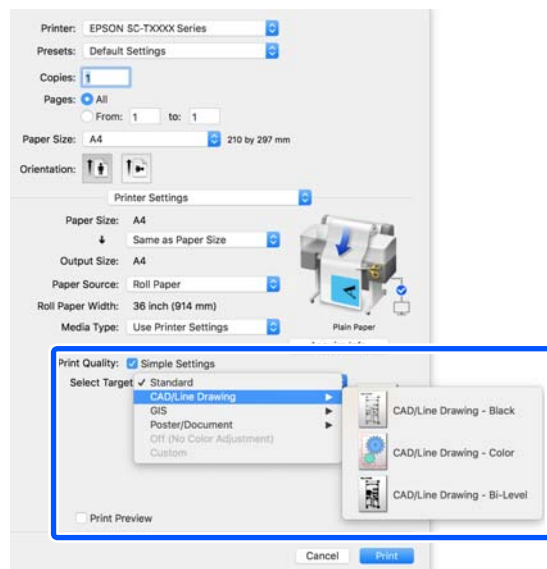 Printer: EPSON SC-TXXXX Series
Presets: Default Settings
Copies: 1
Pages: All
From: 1 to: 1
Paper Size: A4 210 by 297 mm
Orientation:
Printer Settings
Paper Size: A4
Same as Paper Size
Output Size: A4
Paper Source: Roll Paper
Roll Paper Width: 36 inch (914 mm)
Media Type: Use Printer Settings
Plain Paper
Print Quality: Simple Settings
Select Target ✓ Standard
CAD/Line Drawing
GIS
Poster/Document
Off (No Color Adjustment)
Custom
CAD/Line Drawing - Black
CAD/Line Drawing - Color
CAD/Line Drawing - Bi-Level
Print Preview
Cancel Print